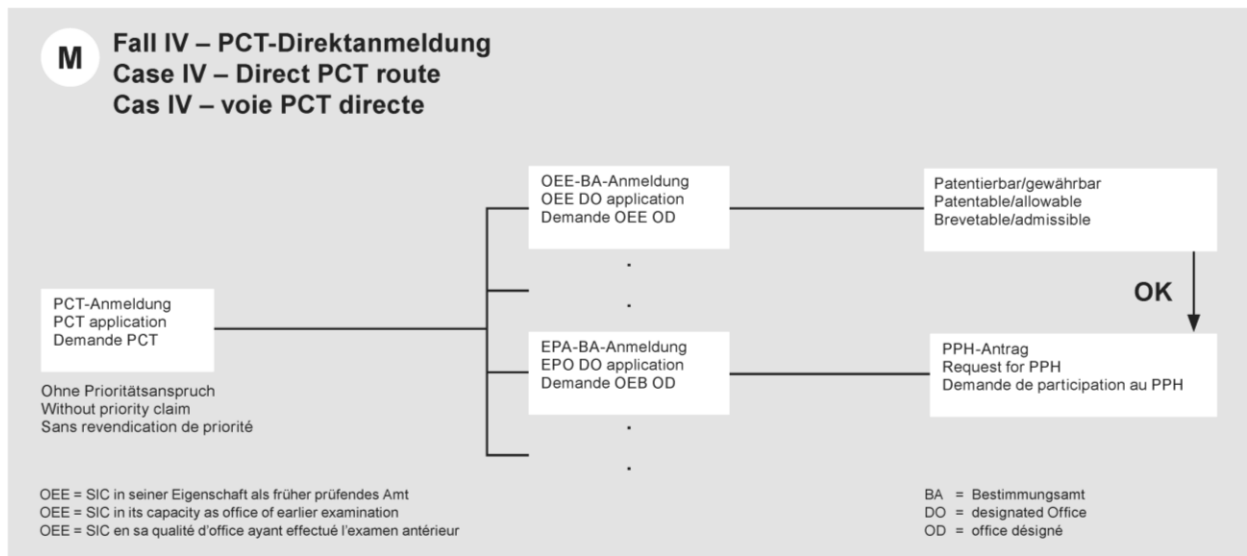 M
Fall IV – PCT-Direktanmeldung
Case IV – Direct PCT route
Cas IV – voie PCT directe
OEE-BA-Anmeldung
OEE DO application
Demande OEE OD
Patentierbar/gewährbar
Patentable/allowable
Brevetable/admissible
OK
PCT-Anmeldung
PCT application
Demande PCT
Ohne Prioritätsanspruch
Without priority claim
Sans revendication de priorité
EPA-BA-Anmeldung
EPO DO application
Demande OEB OD
PPH-Antrag
Request for PPH
Demande de participation au PPH
OEE = SIC in seiner Eigenschaft als früher prüfendes Amt
OEE = SIC in its capacity as office of earlier examination
OEE = SIC en sa qualité d'office ayant effectué l'examen antérieur
BA = Bestimmungsamt
DO = designated Office
OD = office désigné